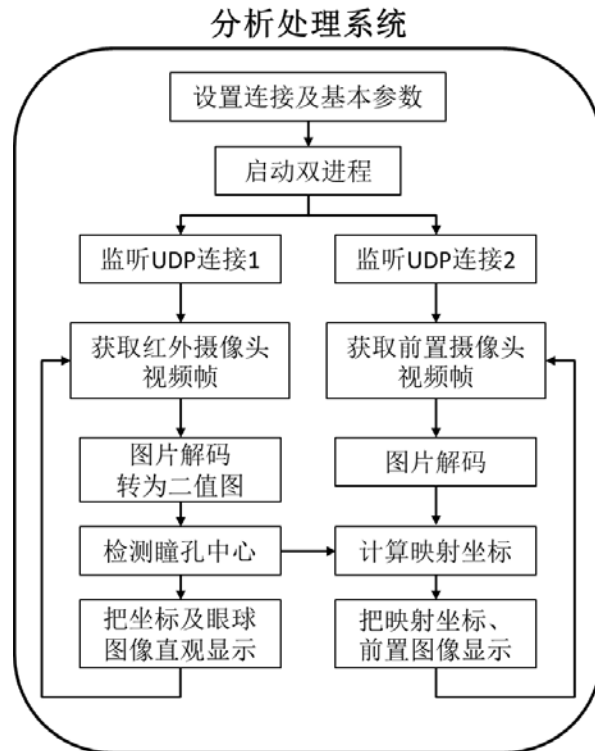 分析处理系统
设置连接及基本参数
启动双进程
监听UDP连接1
监听UDP连接2
获取红外摄像头
视频帧
获取前置摄像头
视频帧
图片解码
转为二值图
图片解码
检测瞳孔中心
计算映射坐标
把坐标及眼球
图像直观显示
把映射坐标、
前置图像显示